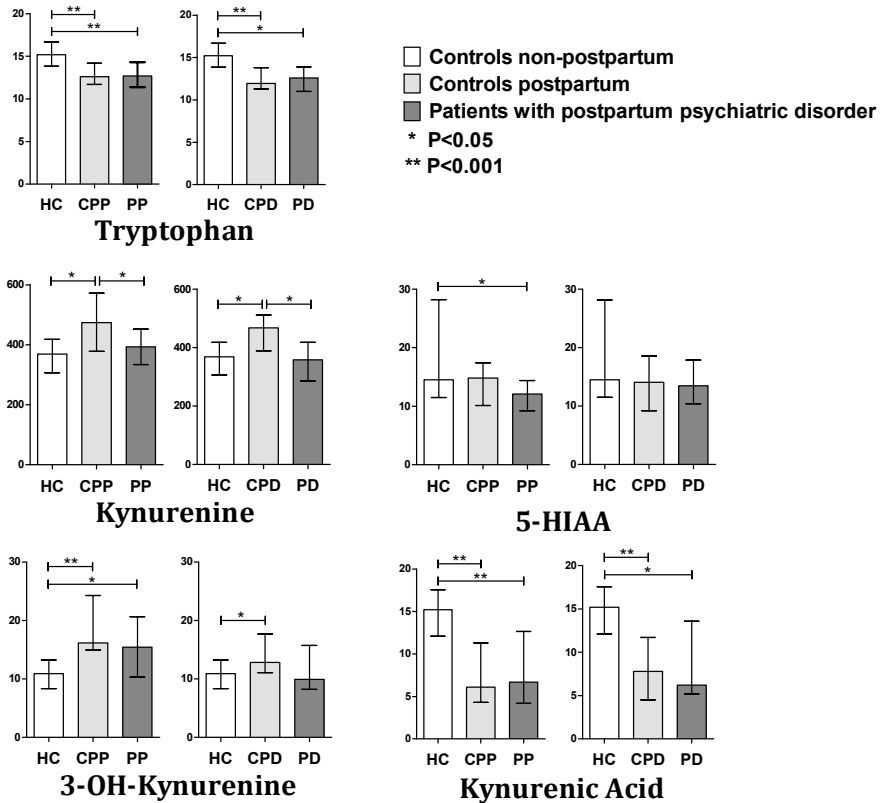 ** **
** *
20 20
15 15
10 10
5 5
0 0
HC CPP PP HC CPD PD
Tryptophan
Controls non-postpartum
Controls postpartum
Patients with postpartum psychiatric disorder
* P<0.05
** P<0.001
* * * *
600 600
400 400
200 200
0 0
HC CPP PP HC CPD PD
Kynurenine
*
30 30
20 20
10 10
0 0
HC CPP PP HC CPD PD
5-HIAA
**
* *
30 30
20 20
10 10
0 0
HC CPP PP HC CPD PD
3-OH-Kynurenine
** **
** *
20 20
15 15
10 10
5 5
0 0
HC CPP PP HC CPD PD
Kynurenic Acid